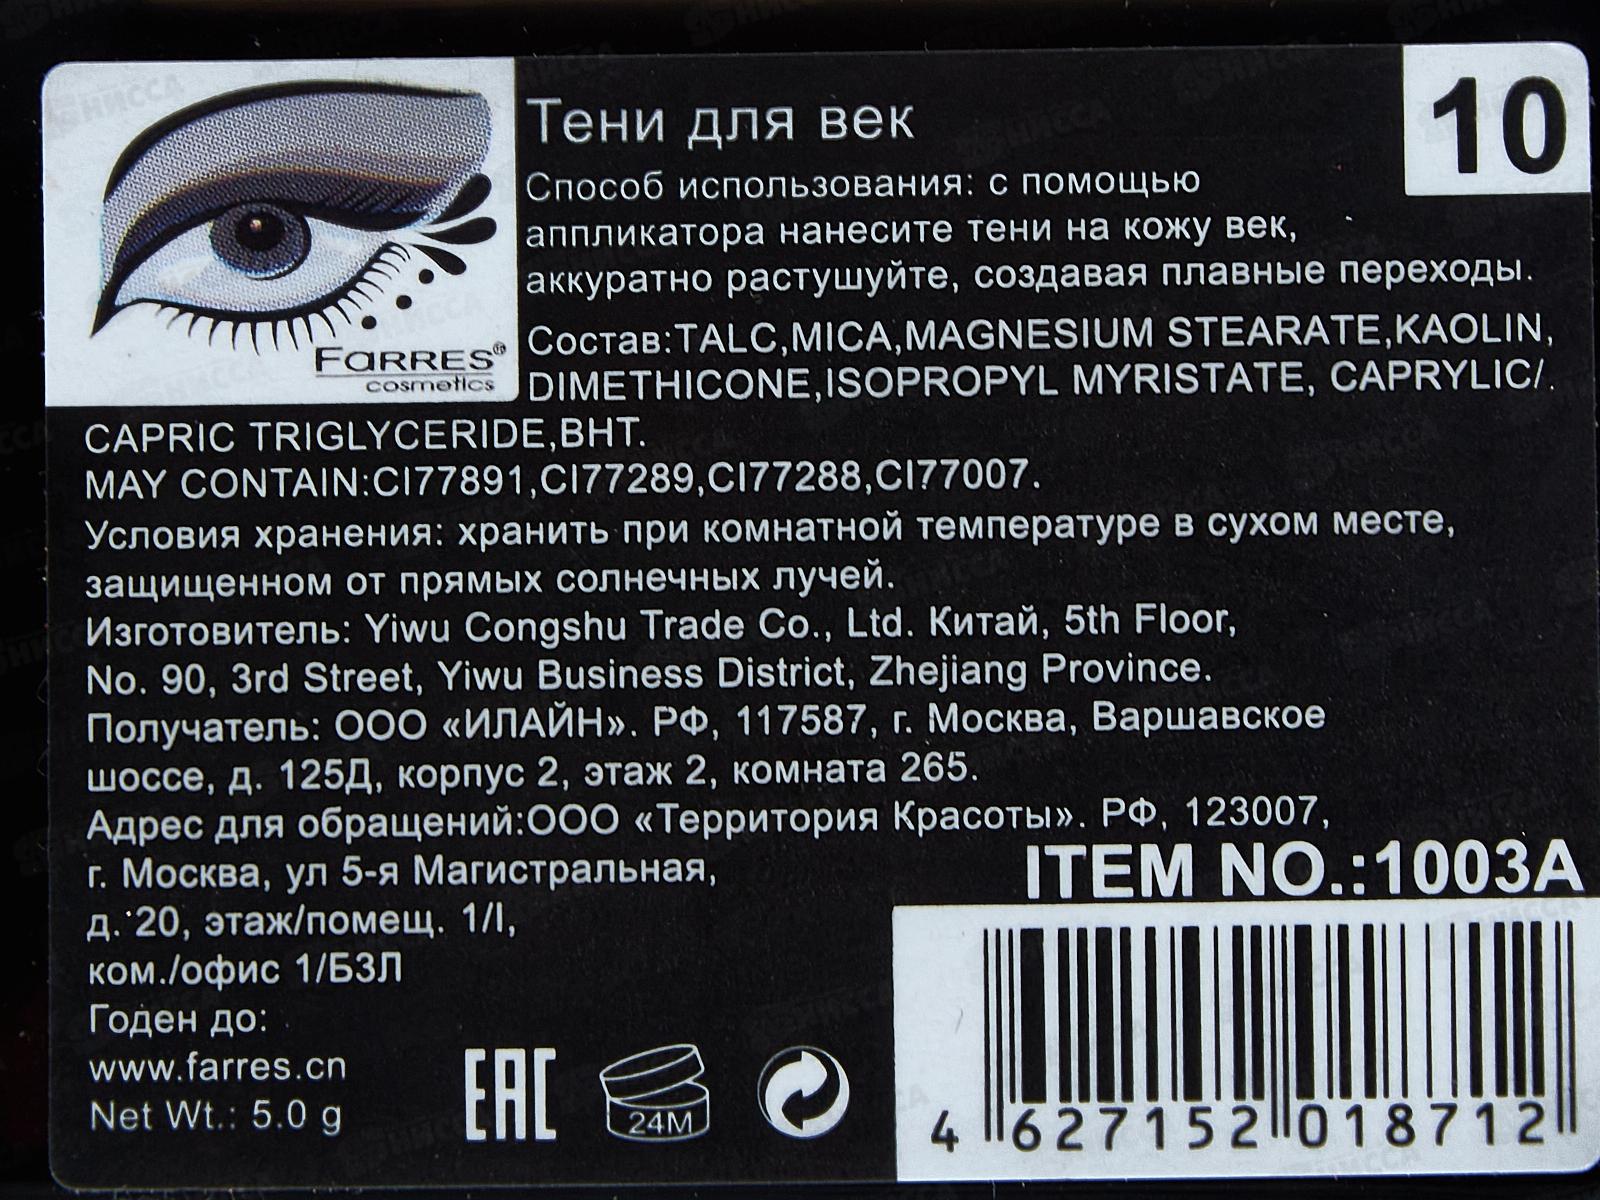 10
Тени для век
Способ использования: с помощью
аппликатора нанесите тени на кожу век,
аккуратно растушуйте, создавая плавные переходы.
FARRES®
cosmetics
Состав:TALC,MICA,MAGNESIUM STEARATE,KAOLIN,
DIMETHICONE,ISOPROPYL MYRISTATE, CAPRYLIC/.
CAPRIC TRIGLYCERIDE,BHT.
MAY CONTAIN:CI77891,CI77289,CI77288,CI77007.
Условия хранения: хранить при комнатной температуре в сухом месте,
защищенном от прямых солнечных лучей.
Изготовитель: Yiwu Congshu Trade Co., Ltd. Китай, 5th Floor,
No. 90, 3rd Street, Yiwu Business District, Zhejiang Province.
Получатель: ООО «ИЛАЙН». РФ, 117587, г. Москва, Варшавское
шоссе, д. 125Д, корпус 2, этаж 2, комната 265.
Адрес для обращений:ООО «Территория Красоты». РФ, 123007,
г. Москва, ул 5-я Магистральная,
д. 20, этаж/помещ. 1/I,
ком./офис 1/БЗЛ
ITEM NO.:1003A
Годен до:
www.farres.cn
Net Wt.: 5.0 g
EAC
24M
4 627152 018712
НИССА